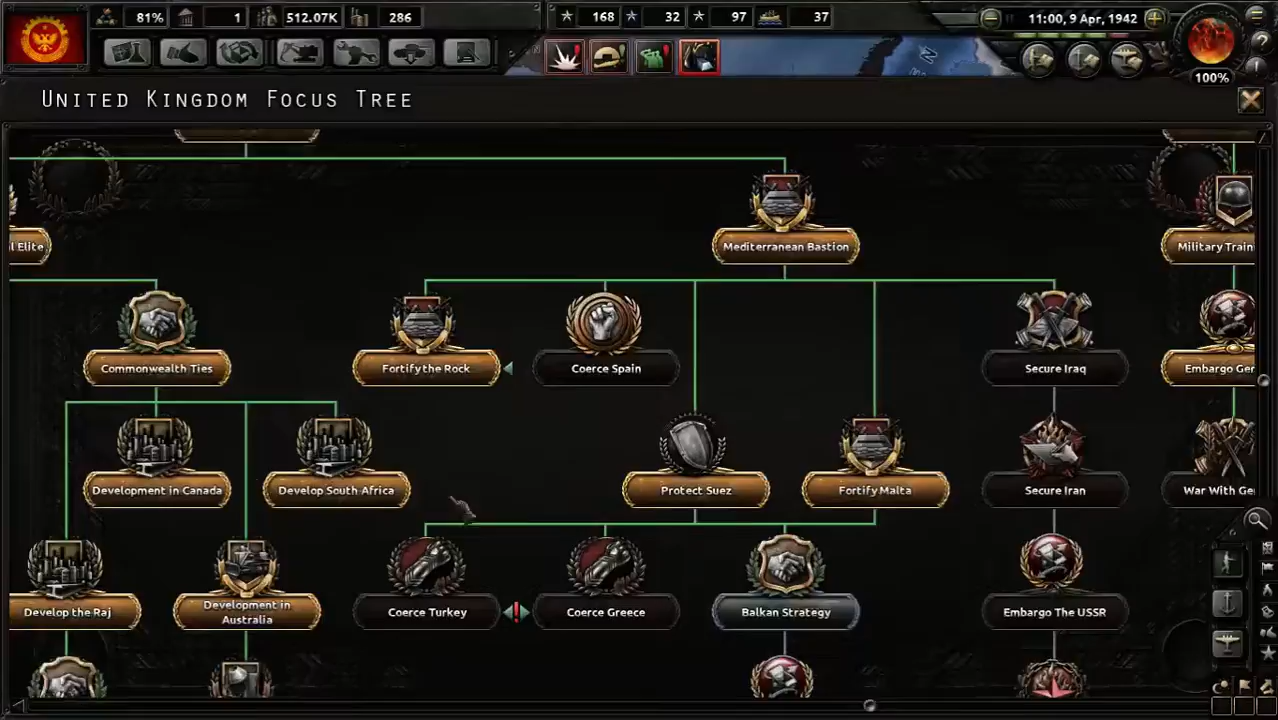 81%
1
512.07K
286
168
32
97
37
11:00, 9 Apr, 1942
100%
United Kingdom Focus Tree
Mediterranean Bastion
l Elite
Military Train
Commonwealth Ties
Fortify the Rock
Coerce Spain
Secure Iraq
Embargo Ger
Development in Canada
Develop South Africa
Protect Suez
Fortify Malta
Secure Iran
War With Ger
Develop the Raj
Development in
Australia
Coerce Turkey
Coerce Greece
Balkan Strategy
Embargo The USSR